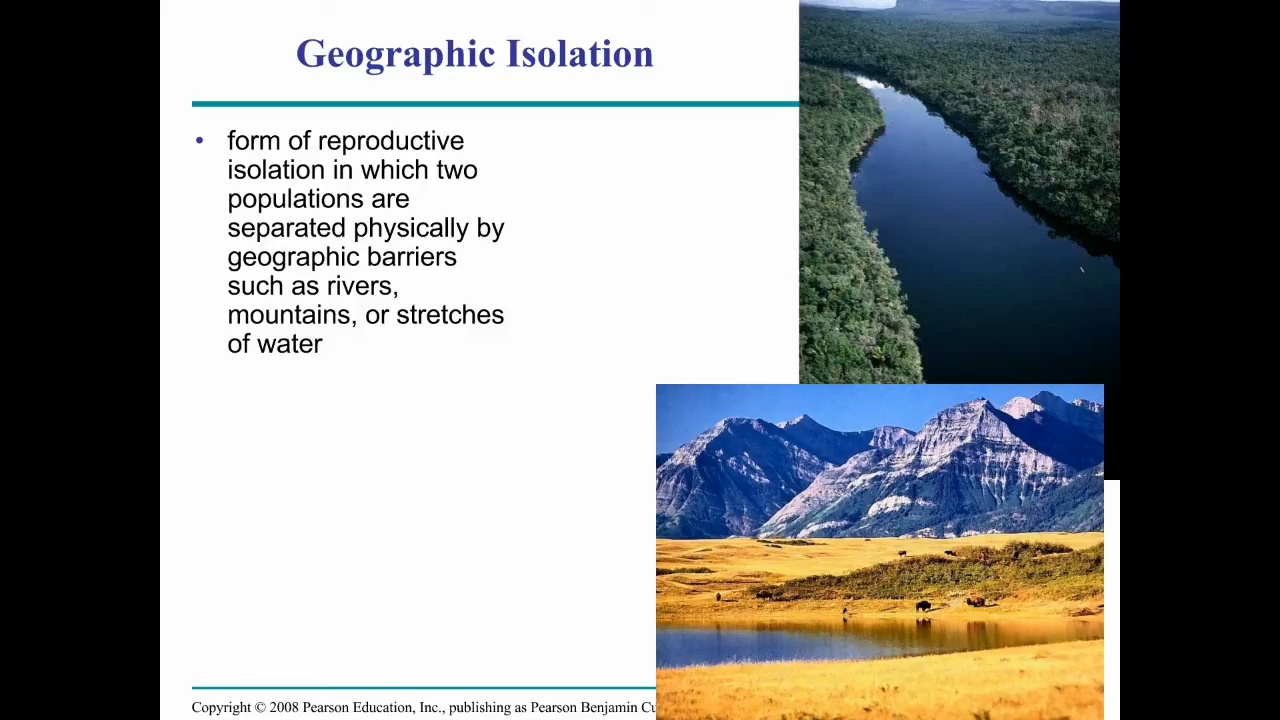 Geographic Isolation
• form of reproductive
isolation in which two
populations are
separated physically by
geographic barriers
such as rivers,
mountains, or stretches
of water
Copyright © 2008 Pearson Education, Inc., publishing as Pearson Benjamin Cu